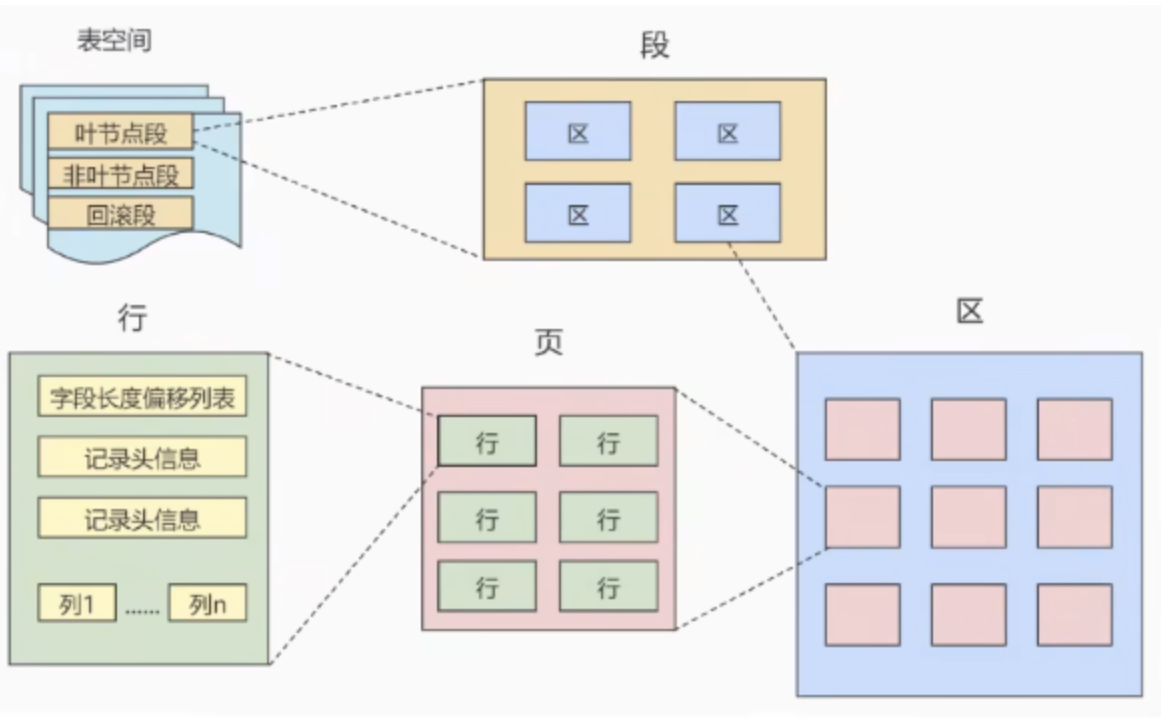 表空间
叶节点段
非叶节点段
回滚段
段
区
区
区
区
行
字段长度偏移列表
记录头信息
记录头信息
列1 ...... 列n
页
行 行
行 行
行 行
区